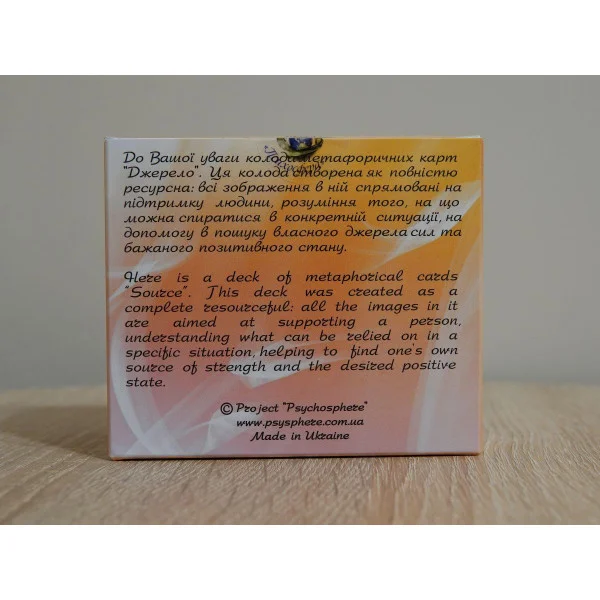 До Вашої уваги колода метафоричних карт
"Джерело". Ця колода створена як повністю
ресурсна: всі зображення в ній спрямовані на
підтримку людини, розуміння того, на що
можна спиратися в конкретній ситуації, на
допомогу в пошуку власного джерела сил та
бажаного позитивного стану.
Here is a deck of metaphorical cards
"Source". This deck was created as a
complete resourceful: all the images in it
are aimed at supporting a person,
understanding what can be relied on in a
specific situation, helping to find one's own
source of strength and the desired positive
state.
© Project "Psychosphere"
www.psysphere.com.ua
Made in Ukraine